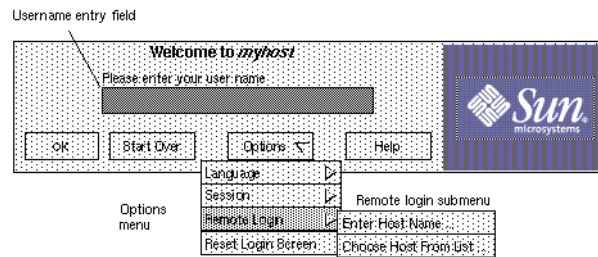 Username entry field
Welcome to myhost
Please enter your user name
Sun
microsystems
OK
Start Over
Options
Help
Language
Session
Remote Login
Reset Login Screen
Options
menu
Remote login submenu
Enter Host Name...
Choose Host From List...